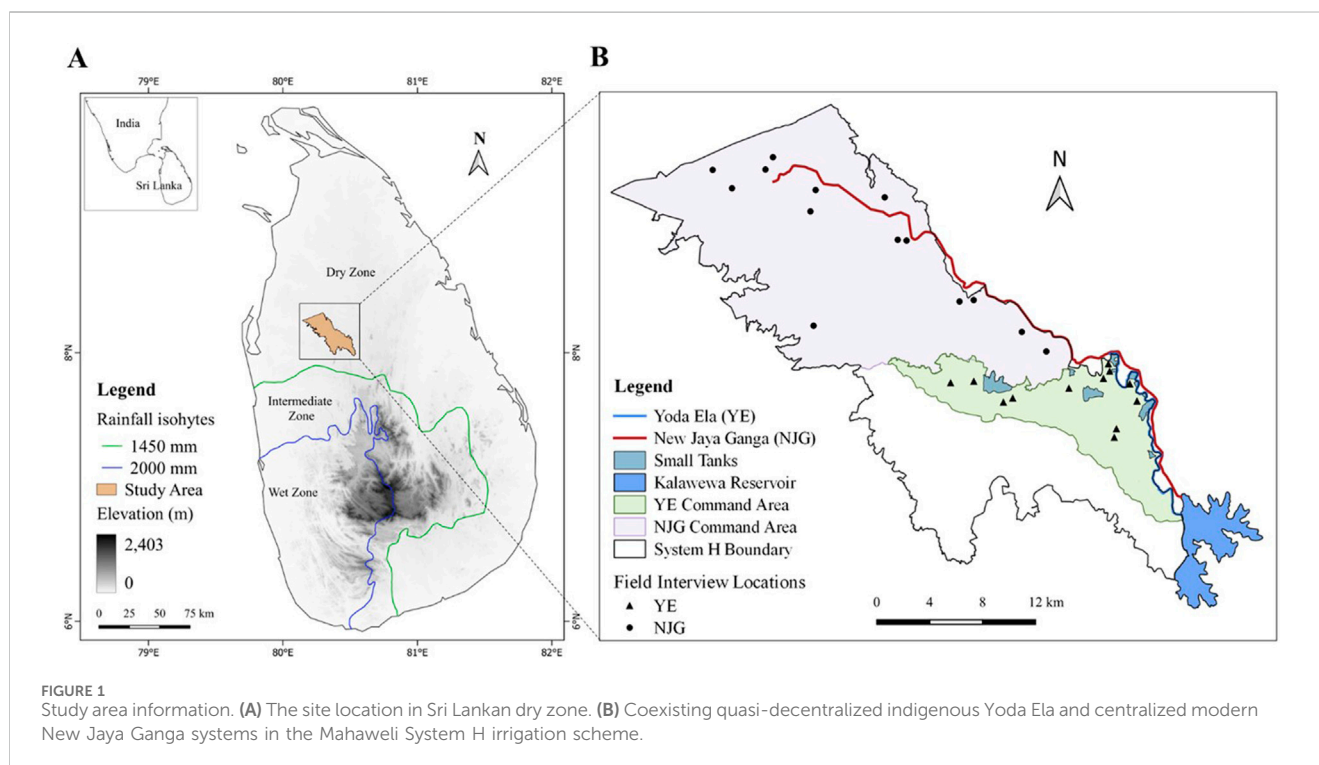 A
79°E
80°E
81°E
82°E
India
Sri Lanka
N
Dry Zone
8°N
8°N
Legend
Rainfall isohytes
1450 mm
2000 mm
Study Area
Elevation (m)
2,403
0
0 25 50 75 km
Intermediate
Zone
Wet Zone
6°N
6°N
79°E
80°E
81°E
82°E
B
N
Legend
Yoda Ela (YE)
New Jaya Ganga (NJG)
Small Tanks
Kalawewa Reservoir
YE Command Area
NJG Command Area
System H Boundary
Field Interview Locations
YE
NJG
0 4 8 12 km
FIGURE 1
Study area information. (A) The site location in Sri Lankan dry zone. (B) Coexisting quasi-decentralized indigenous Yoda Ela and centralized modern
New Jaya Ganga systems in the Mahaweli System H irrigation scheme.